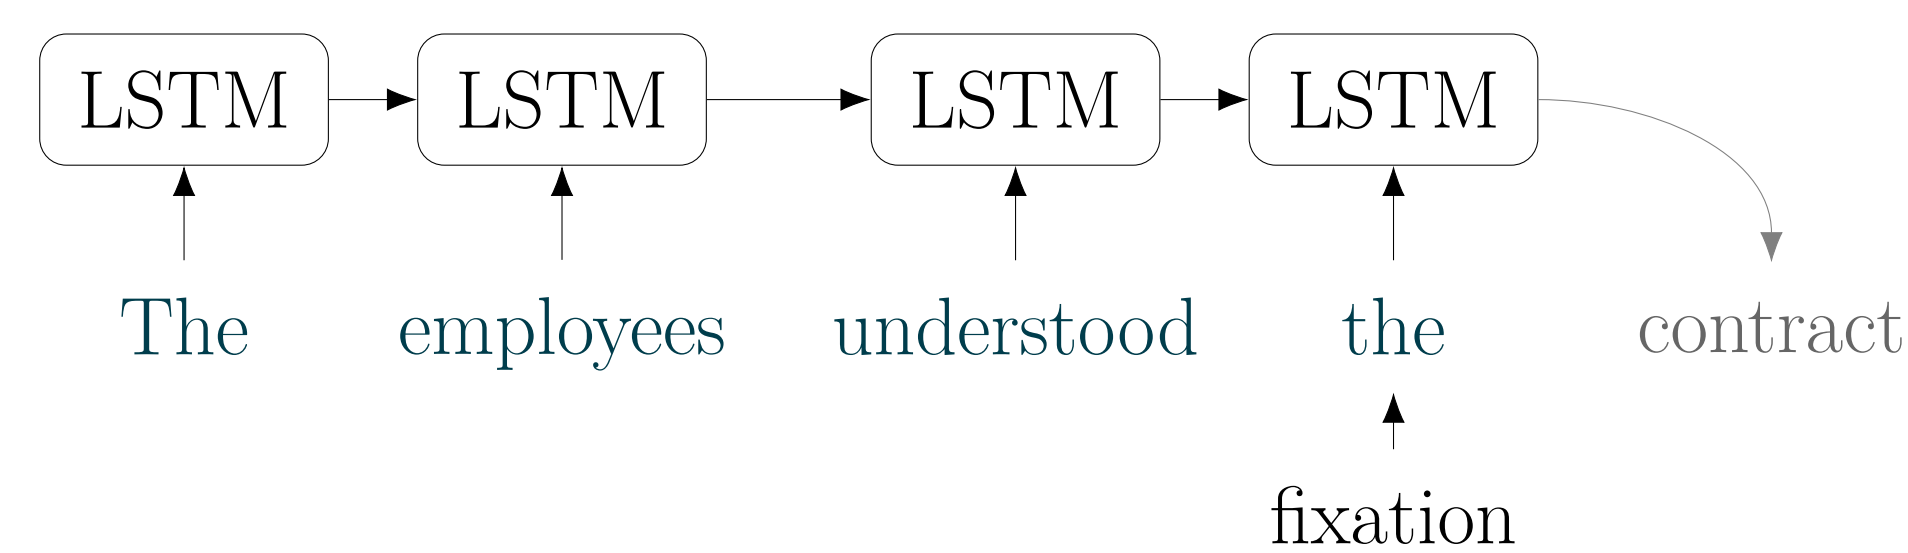 LSTM LSTM LSTM LSTM
The employees understood the contract
fixation